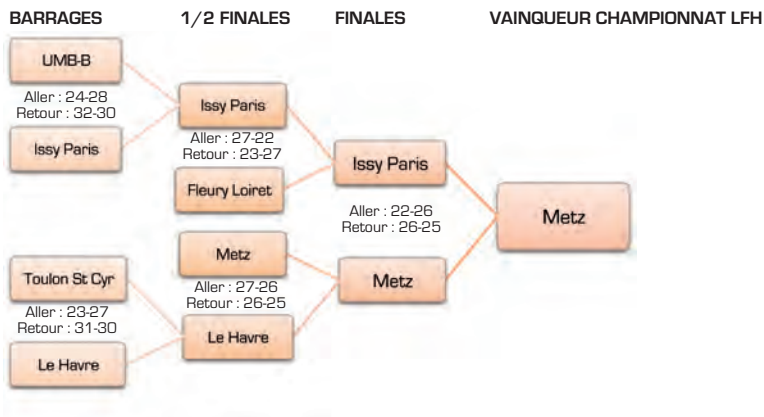 BARRAGES
1/2 FINALES
FINALES
VAINQUEUR CHAMPIONNAT LFH
UMB-B
Aller : 24-28
Retour : 32-30
Issy Paris
Toulon St Cyr
Aller : 23-27
Retour : 31-30
Le Havre
Issy Paris
Aller : 27-22
Retour : 23-27
Fleury Loiret
Metz
Aller : 27-26
Retour : 26-25
Le Havre
Issy Paris
Aller : 22-26
Retour : 26-25
Metz
Metz